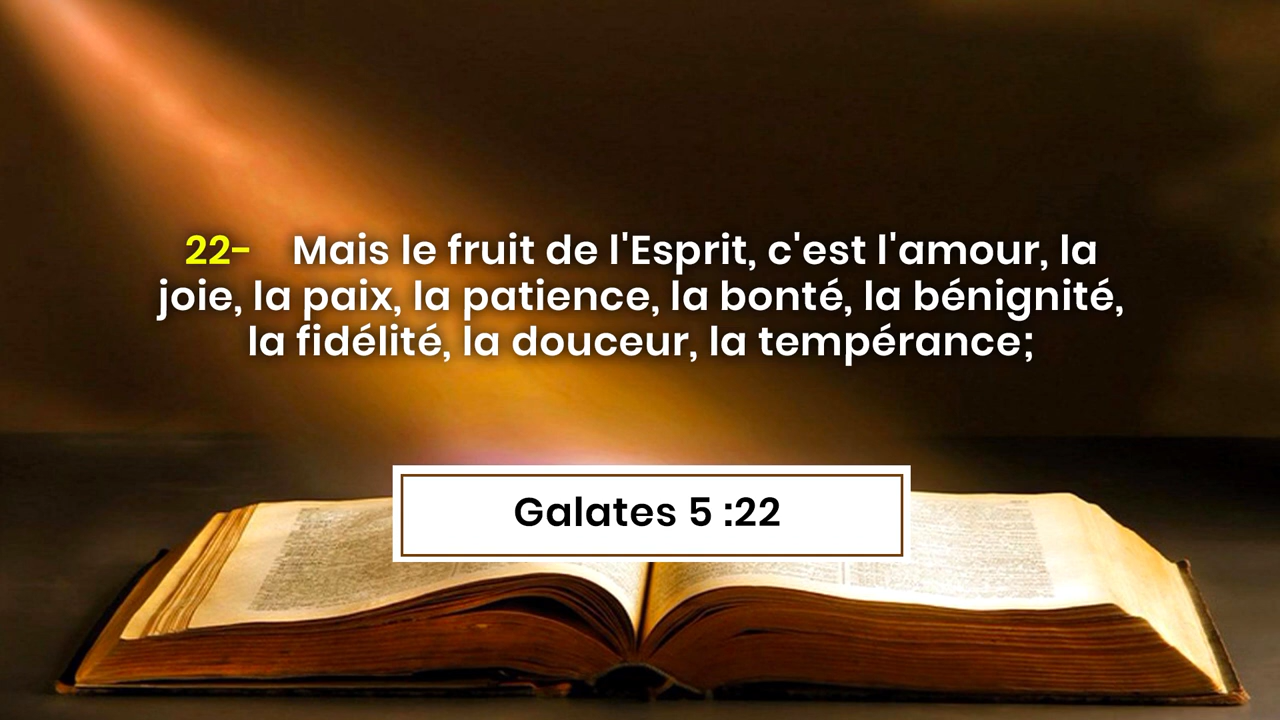 22- Mais le fruit de l'Esprit, c'est l'amour, la
joie, la paix, la patience, la bonté, la bénignité,
la fidélité, la douceur, la tempérance;
Galates 5 :22